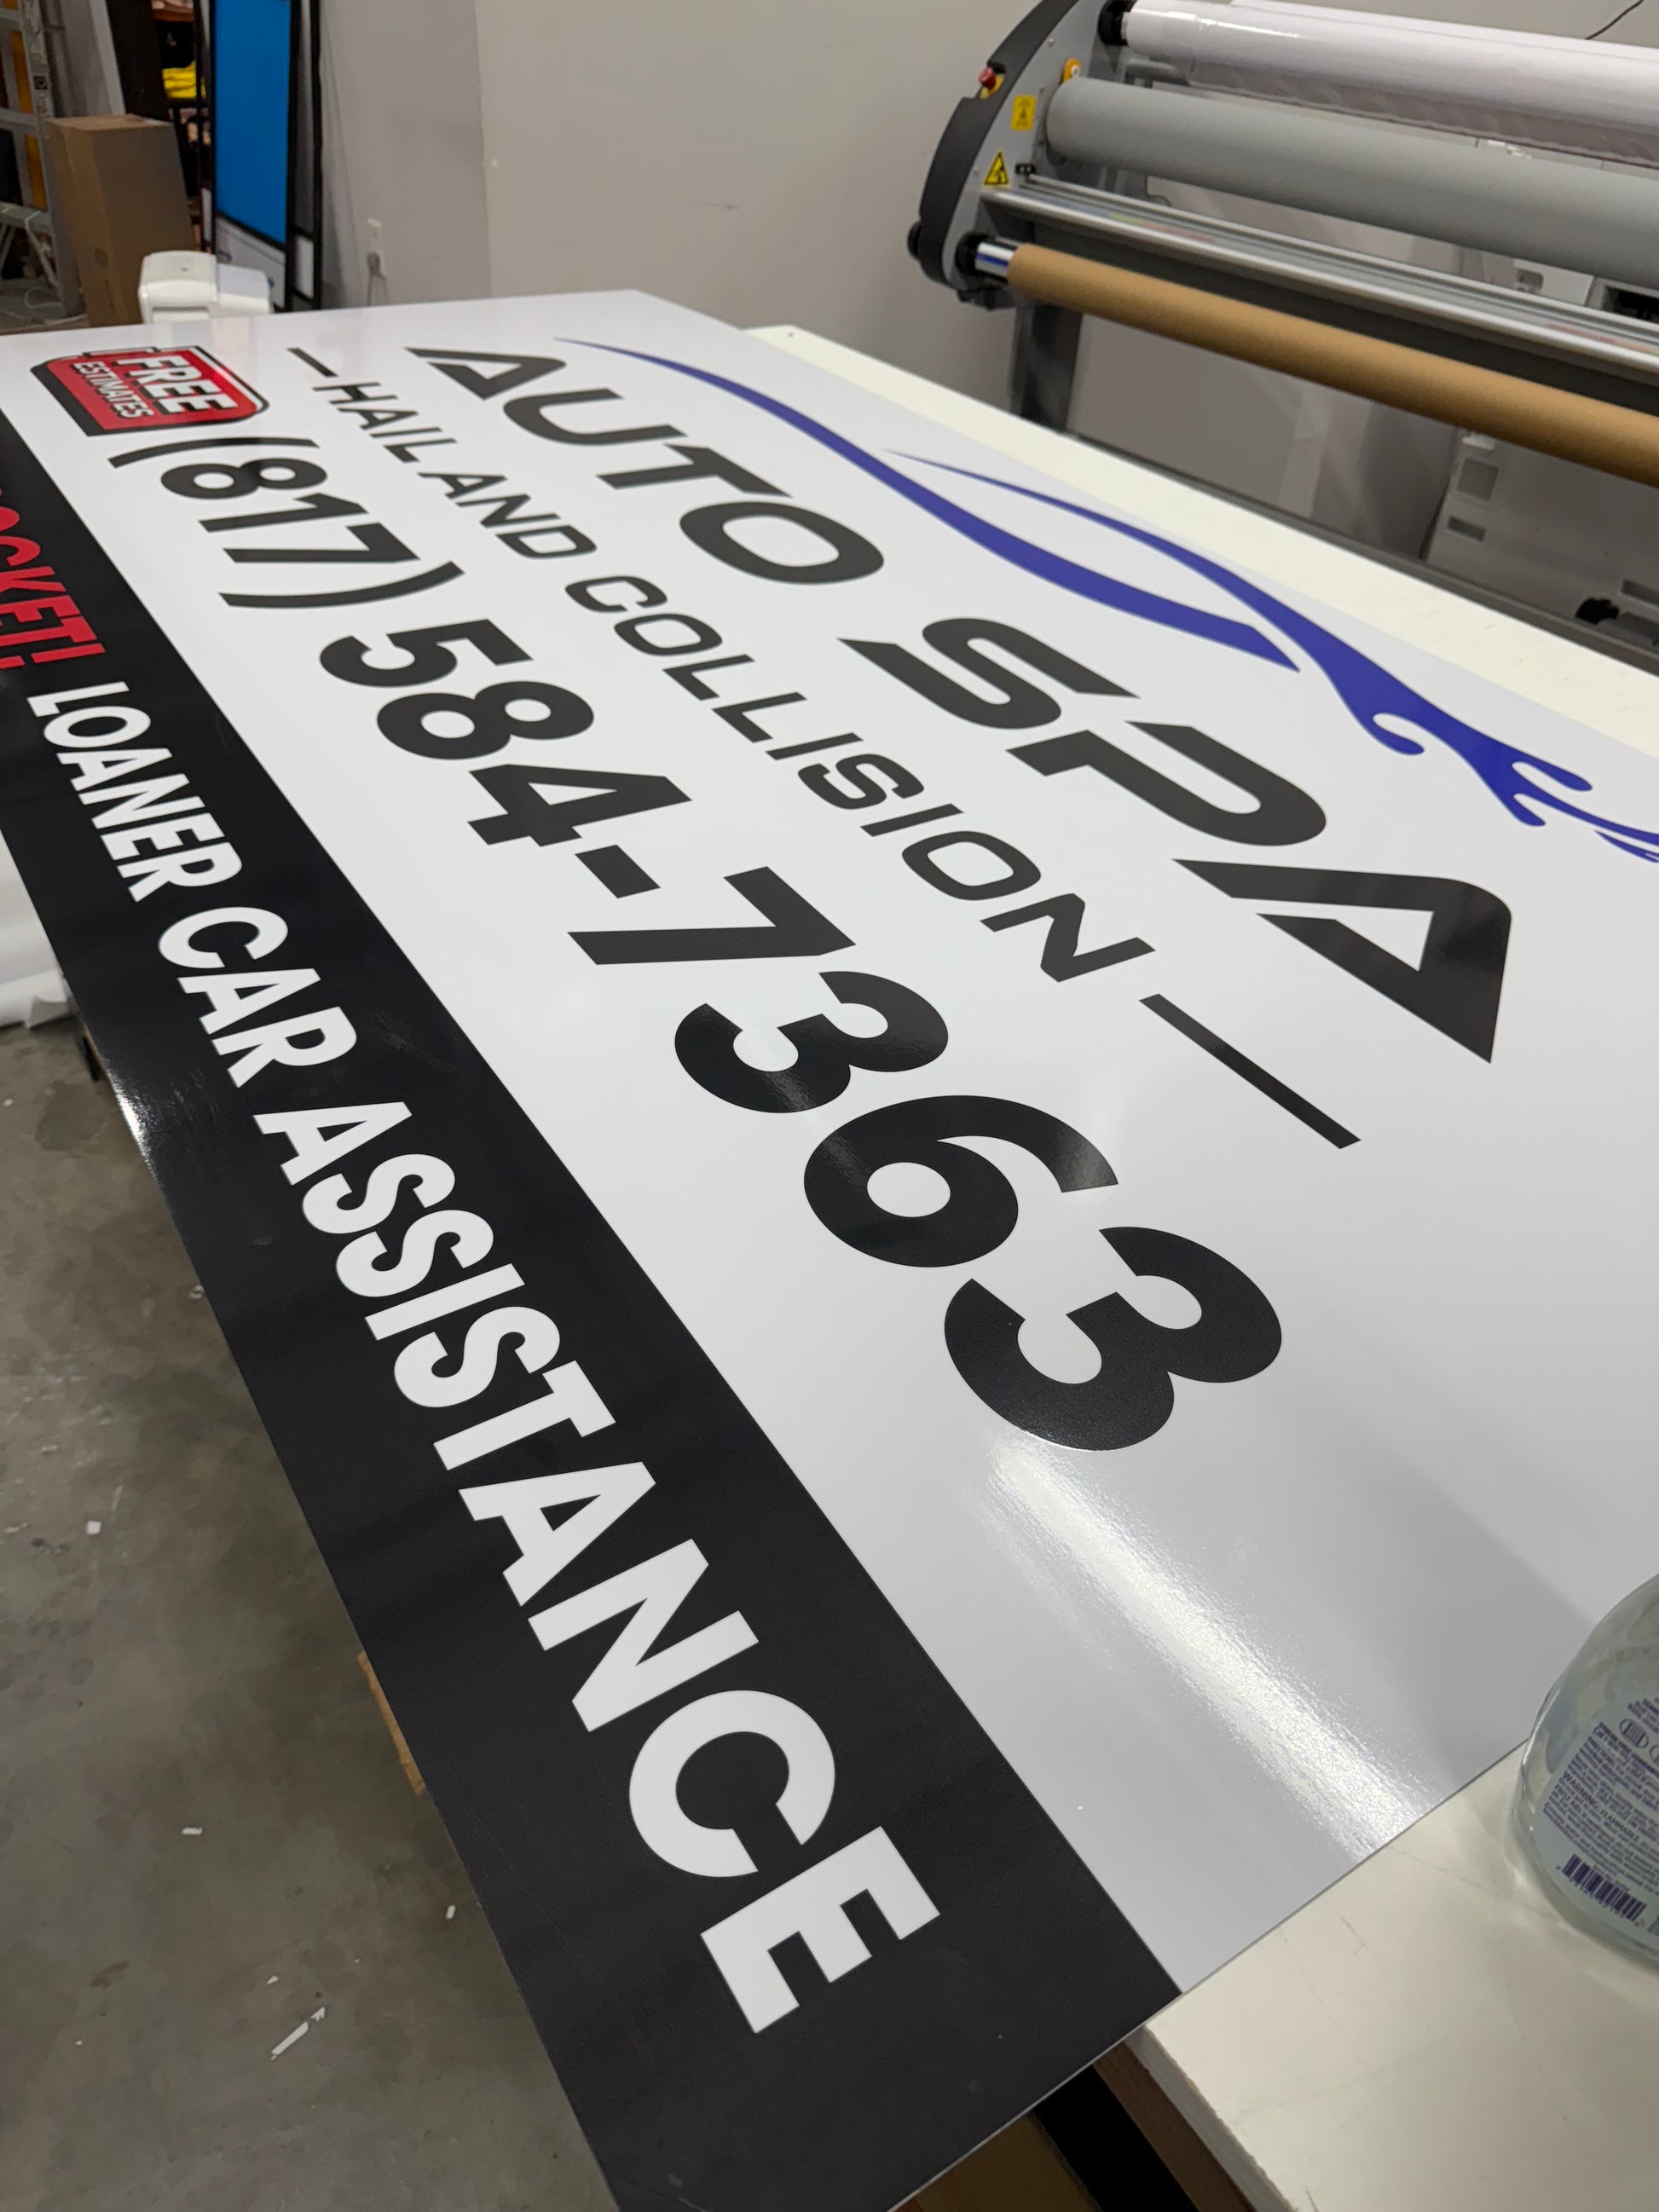 AUTO SPA
—HAIL AND COLLISION—
FREE
ESTIMATES
(817) 584-7363
LOANER CAR ASSISTANCE